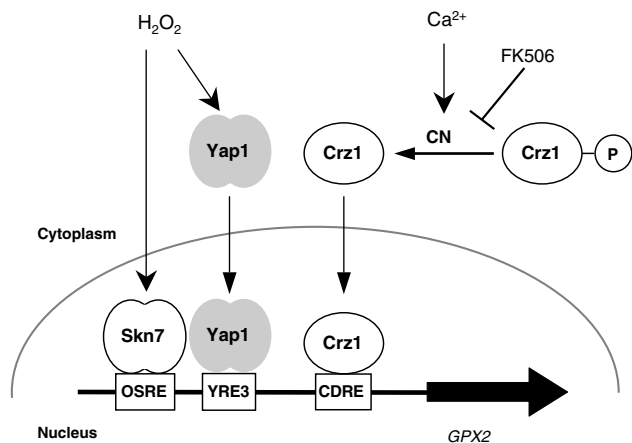 H₂O₂
Ca²⁺
FK506
CN
Yap1
Crz1
Crz1
P
Cytoplasm
Skn7
Yap1
Crz1
OSRE
YRE3
CDRE
Nucleus
GPX2